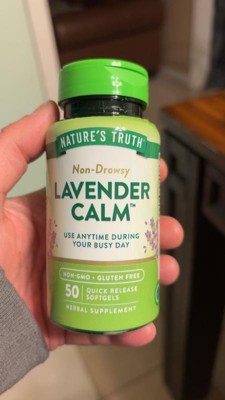 NATURE'S TRUTH
Non-Drowsy
LAVENDER
CALM™
USE ANYTIME DURING
YOUR BUSY DAY
NON-GMO • GLUTEN FREE
50 QUICK RELEASE
SOFTGELS
HERBAL SUPPLEMENT